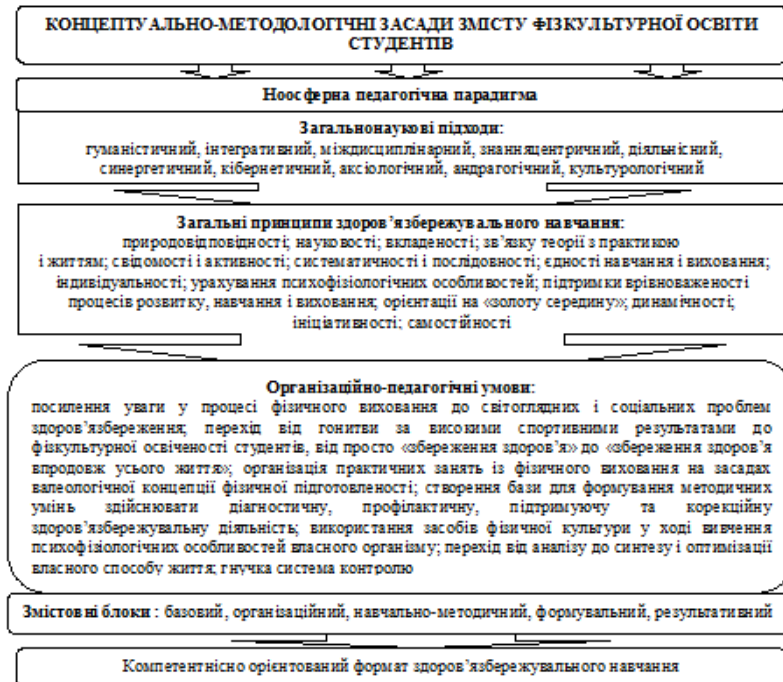 КОНЦЕПТУАЛЬНО-МЕТОДОЛОГІЧНІ ЗАСАДИ ЗМІСТУ ФІЗКУЛЬТУРНОЇ ОСВІТИ
СТУДЕНТІВ
Ноосферна педагогічна парадигма
Загальнонаукові підходи:
гуманістичний, інтегративний, міждисциплінарний, знаннєцентричний, діяльнісний,
синергетичний, кібернетичний, аксіологічний, андрагогічний, культурологічний
Загальні принципи здоров’язбережувального навчання:
природовідповідності; науковості; вкладеності; зв’язку теорії з практикою
і життям; свідомості і активності; систематичності і послідовності; єдності навчання і виховання;
індивідуальності; урахування психофізіологічних особливостей; підтримки врівноваженості
процесів розвитку, навчання і виховання; орієнтації на «золоту середину»; динамічності;
ініціативності; самостійності
Організаційно-педагогічні умови:
посилення уваги у процесі фізичного виховання до світоглядних і соціальних проблем
здоров’язбереження; перехід від гонитви за високими спортивними результатами до
фізкультурної освіченості студентів, від просто «збереження здоров’я» до «збереження здоров’я
впродовж усього життя»; організація практичних занять із фізичного виховання на засадах
валеологічної концепції фізичної підготовленості; створення бази для формування методичних
умінь здійснювати діагностичну, профілактичну, підтримуючу та корекційну
здоров’язбережувальну діяльність; використання засобів фізичної культури у ході вивчення
психофізіологічних особливостей власного організму; перехід від аналізу до синтезу і оптимізації
власного способу життя; гнучка система контролю
Змістовні блоки : базовий, організаційний, навчально-методичний, формувальний, результативний
Компетентнісно орієнтований формат здоров’язбережувального навчання